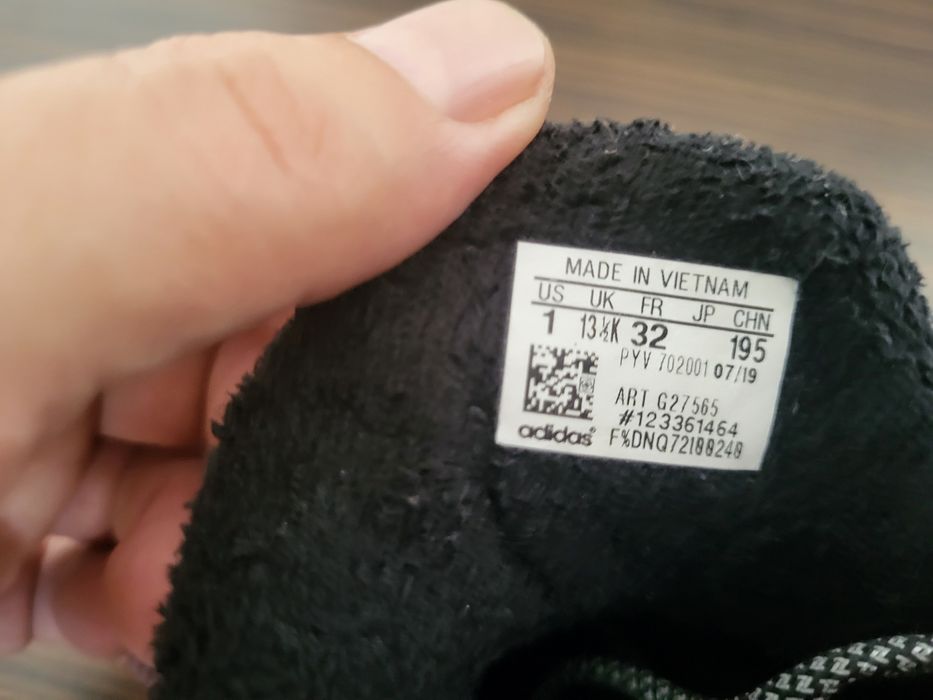 MADE IN VIETNAM
US UK FR JP CHN
1 13½K 32 195
PYV 702001 07/19
ART G27565
#123361464
adidas